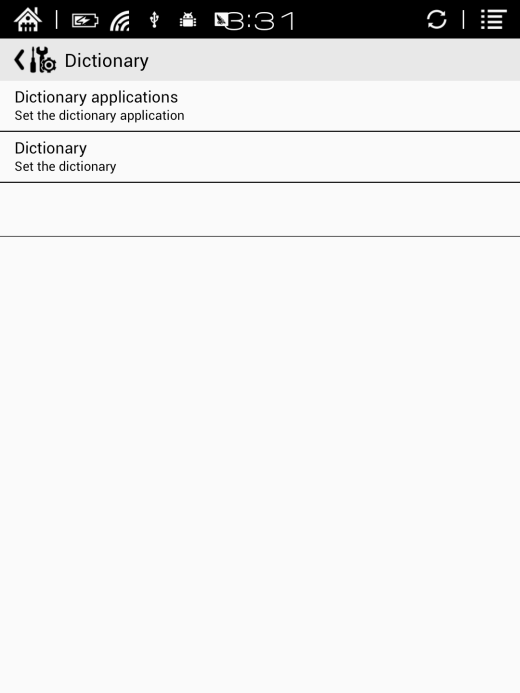 3:31
Dictionary
Dictionary applications
Set the dictionary application
Dictionary
Set the dictionary